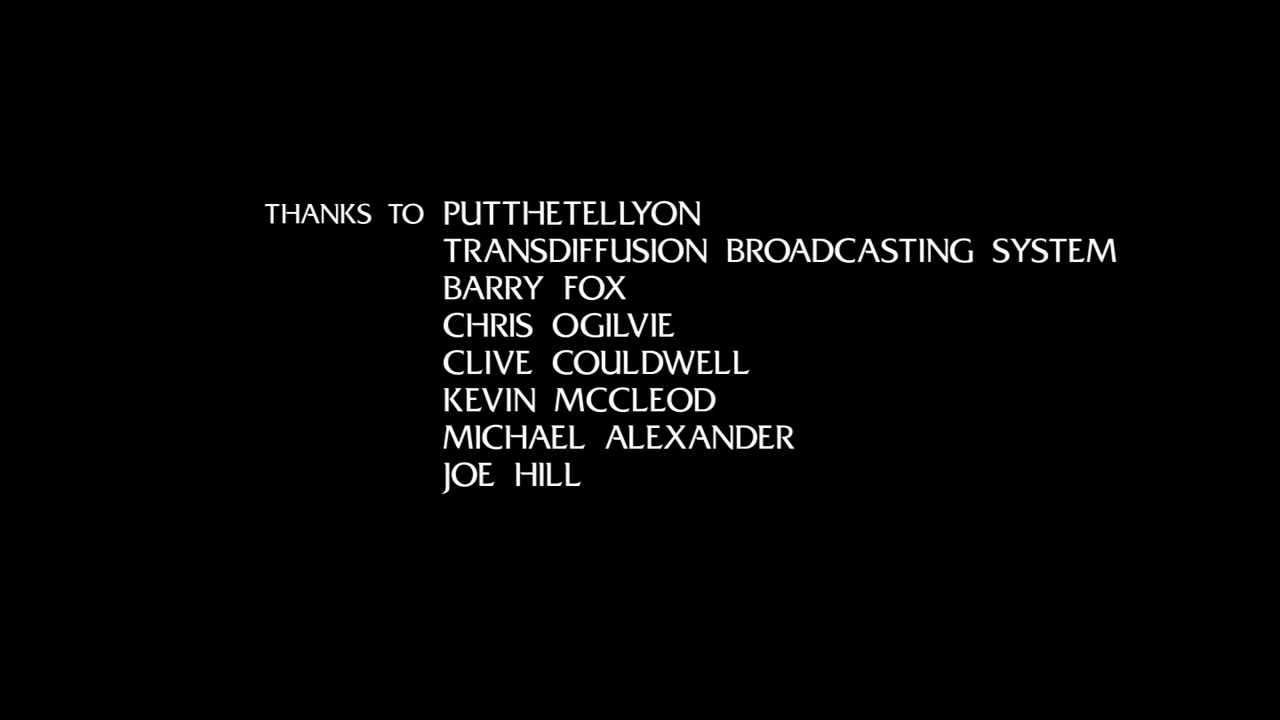 THANKS TO PUTTHETELLYON
TRANSDIFFUSION BROADCASTING SYSTEM
BARRY FOX
CHRIS OGILVIE
CLIVE COULDWELL
KEVIN MCCLEOD
MICHAEL ALEXANDER
JOE HILL